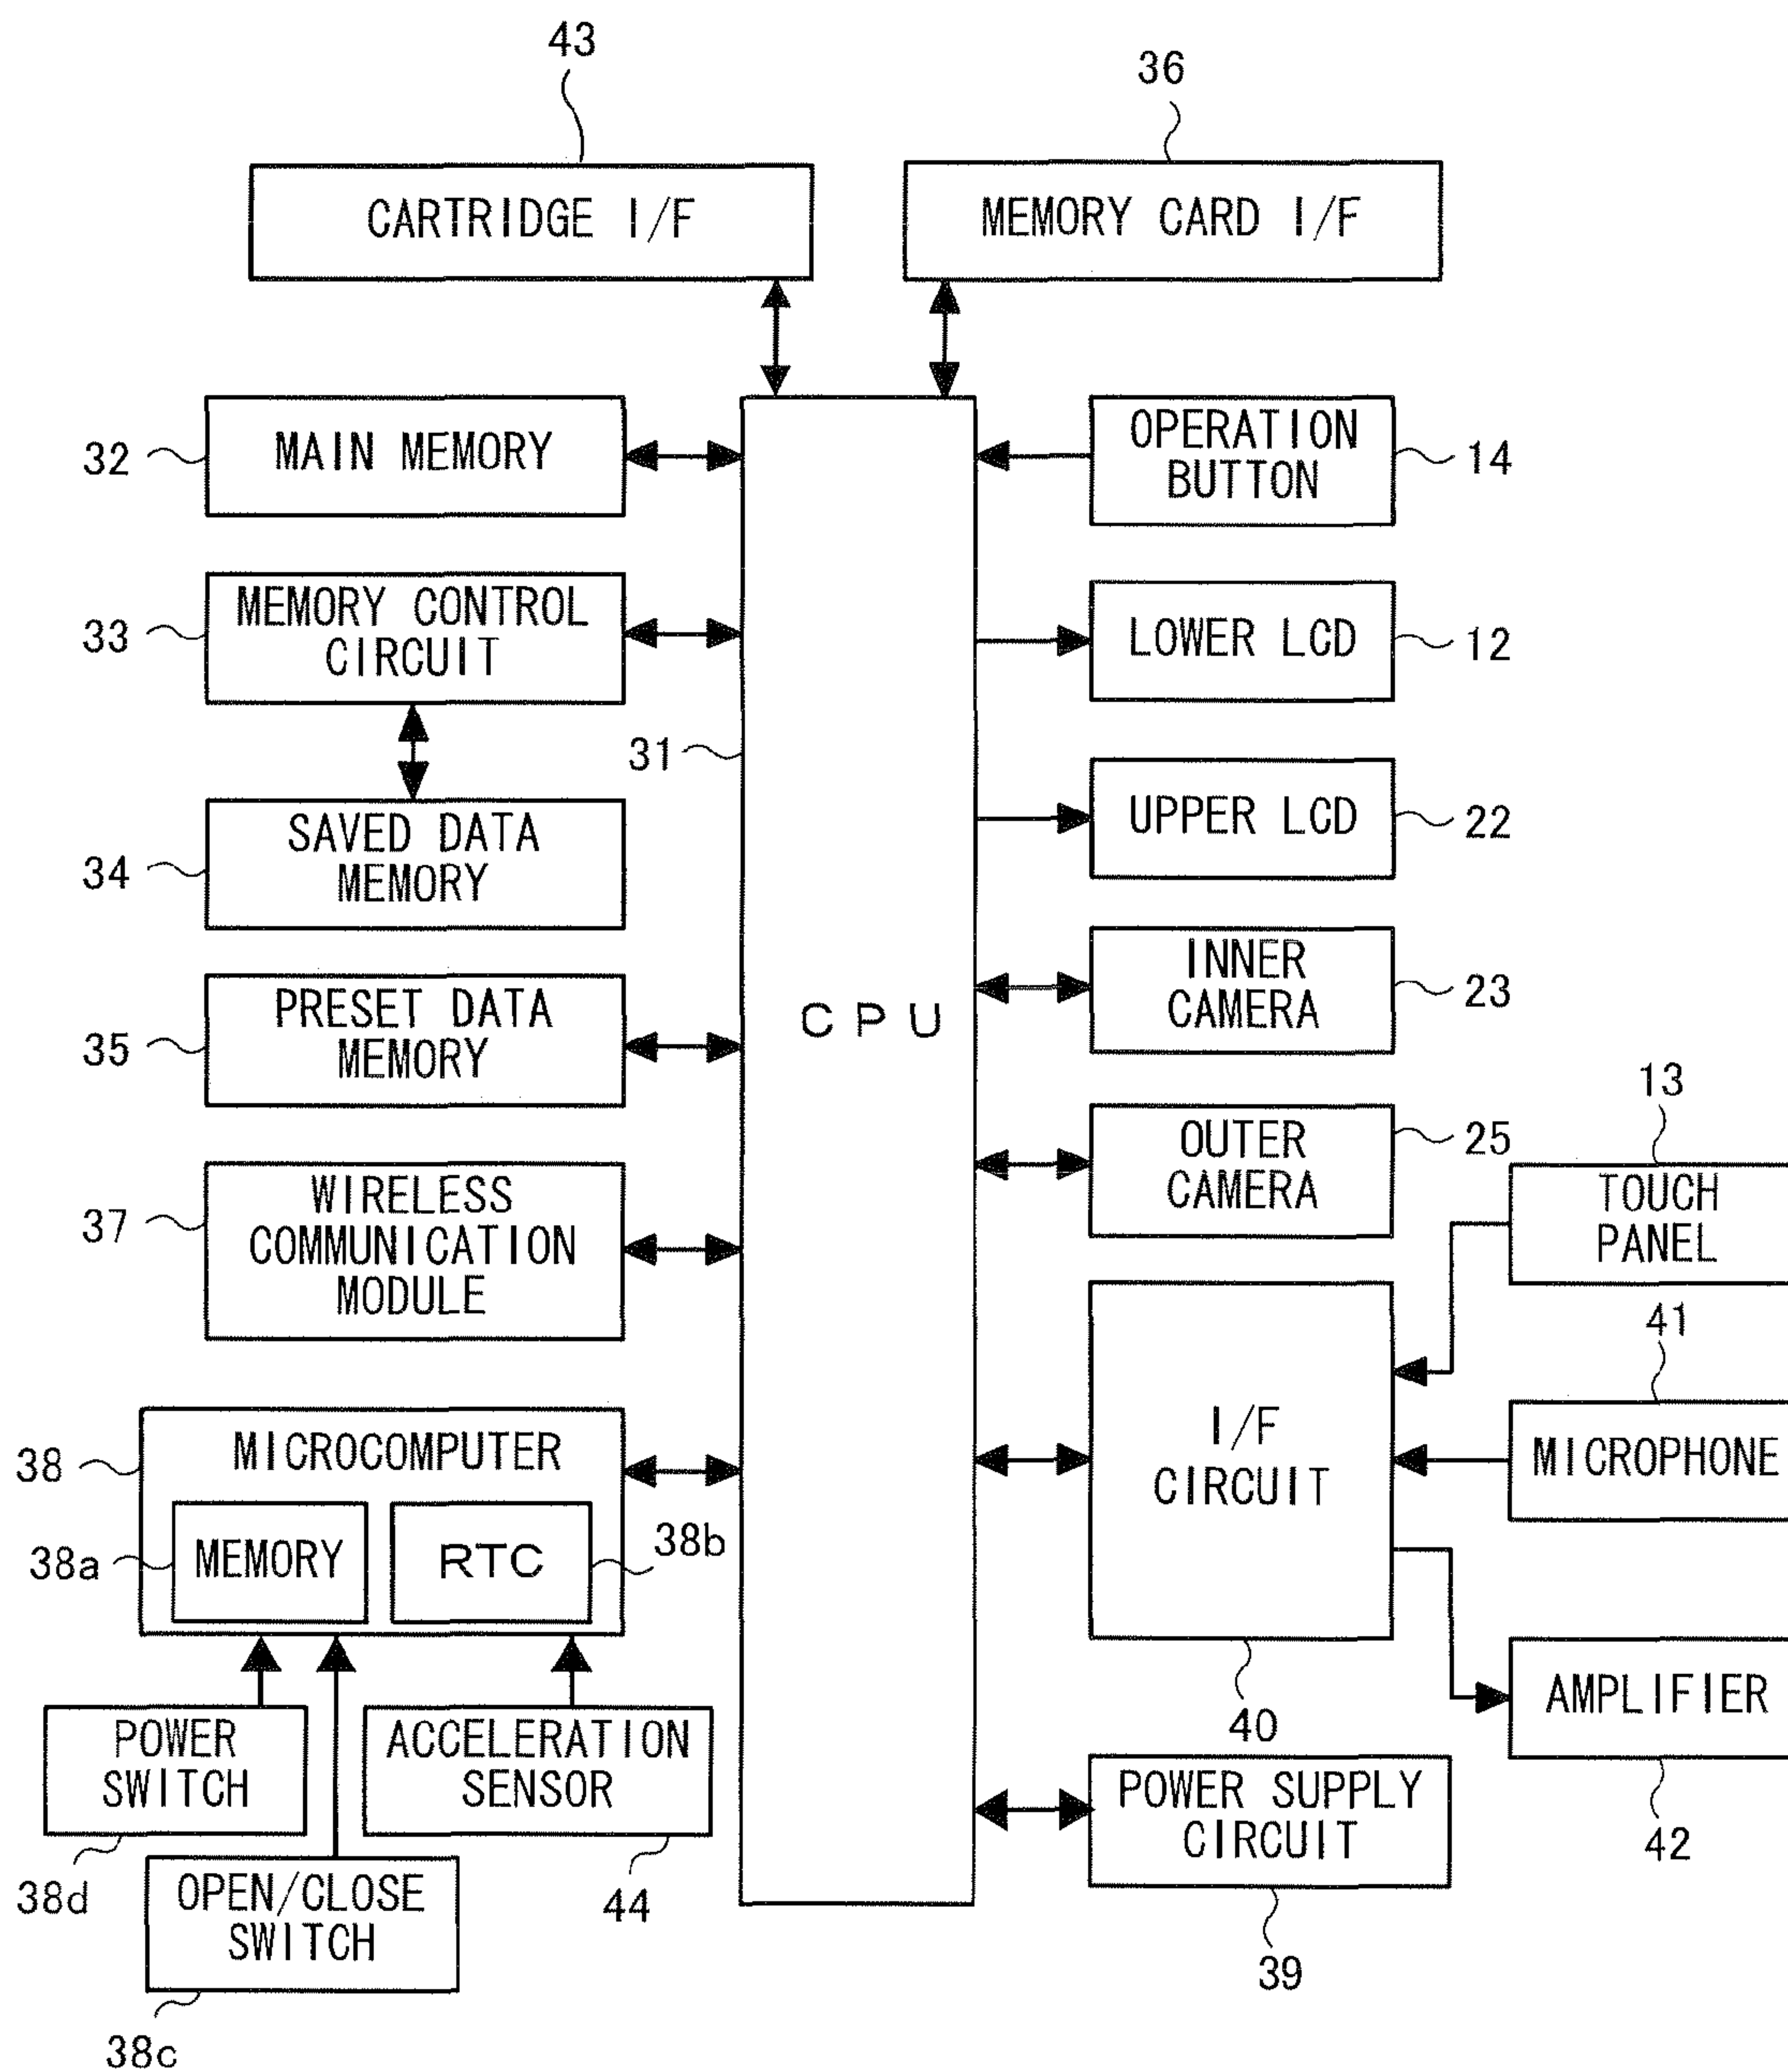 43
36
CARTRIDGE I/F
MEMORY CARD I/F
32
MAIN MEMORY
OPERATION
BUTTON
14
33
MEMORY CONTROL
CIRCUIT
LOWER LCD
12
31
34
SAVED DATA
MEMORY
UPPER LCD
22
CPU
35
PRESET DATA
MEMORY
INNER
CAMERA
23
37
WIRELESS
COMMUNICATION
MODULE
OUTER
CAMERA
25
13
TOUCH
PANEL
38
MICROCOMPUTER
38a
MEMORY
RTC
38b
I/F
CIRCUIT
40
41
MICROPHONE
AMPLIFIER
42
POWER
SWITCH
38d
ACCELERATION
SENSOR
44
OPEN/CLOSE
SWITCH
38c
POWER SUPPLY
CIRCUIT
39